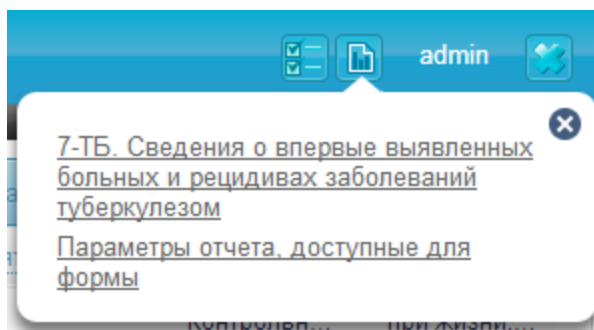 admin
7-ТБ. Сведения о впервые выявленных
больных и рецидивах заболеваний
туберкулезом
Параметры отчета, доступные для
формы